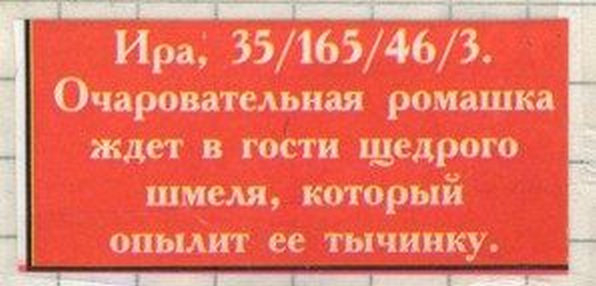 Ира, 35/165/46/3.
Очаровательная ромашка
ждет в гости щедрого
шмеля, который
опылит ее тычинку.